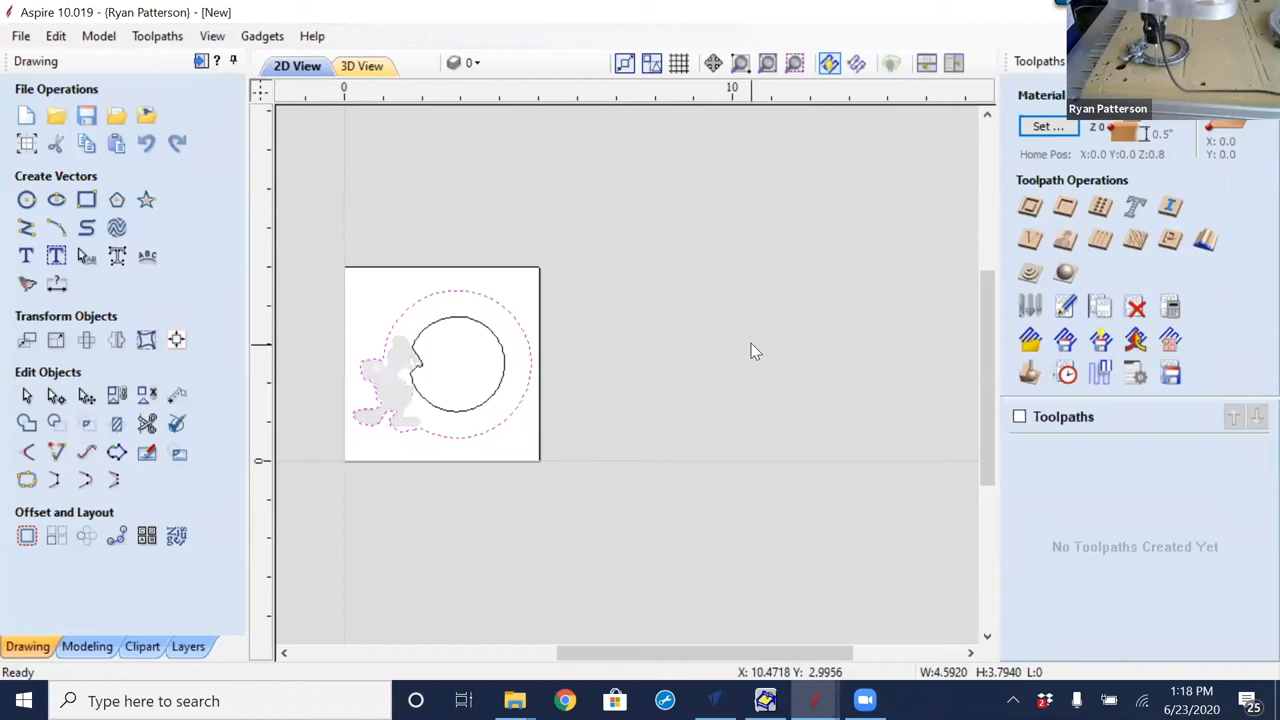 Aspire 10.019 - {Ryan Patterson} - [New]
File Edit Model Toolpaths View Gadgets Help
Drawing
?
2D View
3D View
0
Toolpaths
File Operations
0
10
Ryan Patterson
Material
Set ...
Z 0
0.5"
X: 0.0
Y: 0.0
Home Pos: X:0.0 Y:0.0 Z:0.8
Create Vectors
Toolpath Operations
Transform Objects
Edit Objects
Toolpaths
0
Offset and Layout
No Toolpaths Created Yet
Drawing Modeling Clipart Layers
Ready
X: 10.4718 Y: 2.9956
W:4.5920 H:3.7940 L:0
Type here to search
1:18 PM
6/23/2020
25